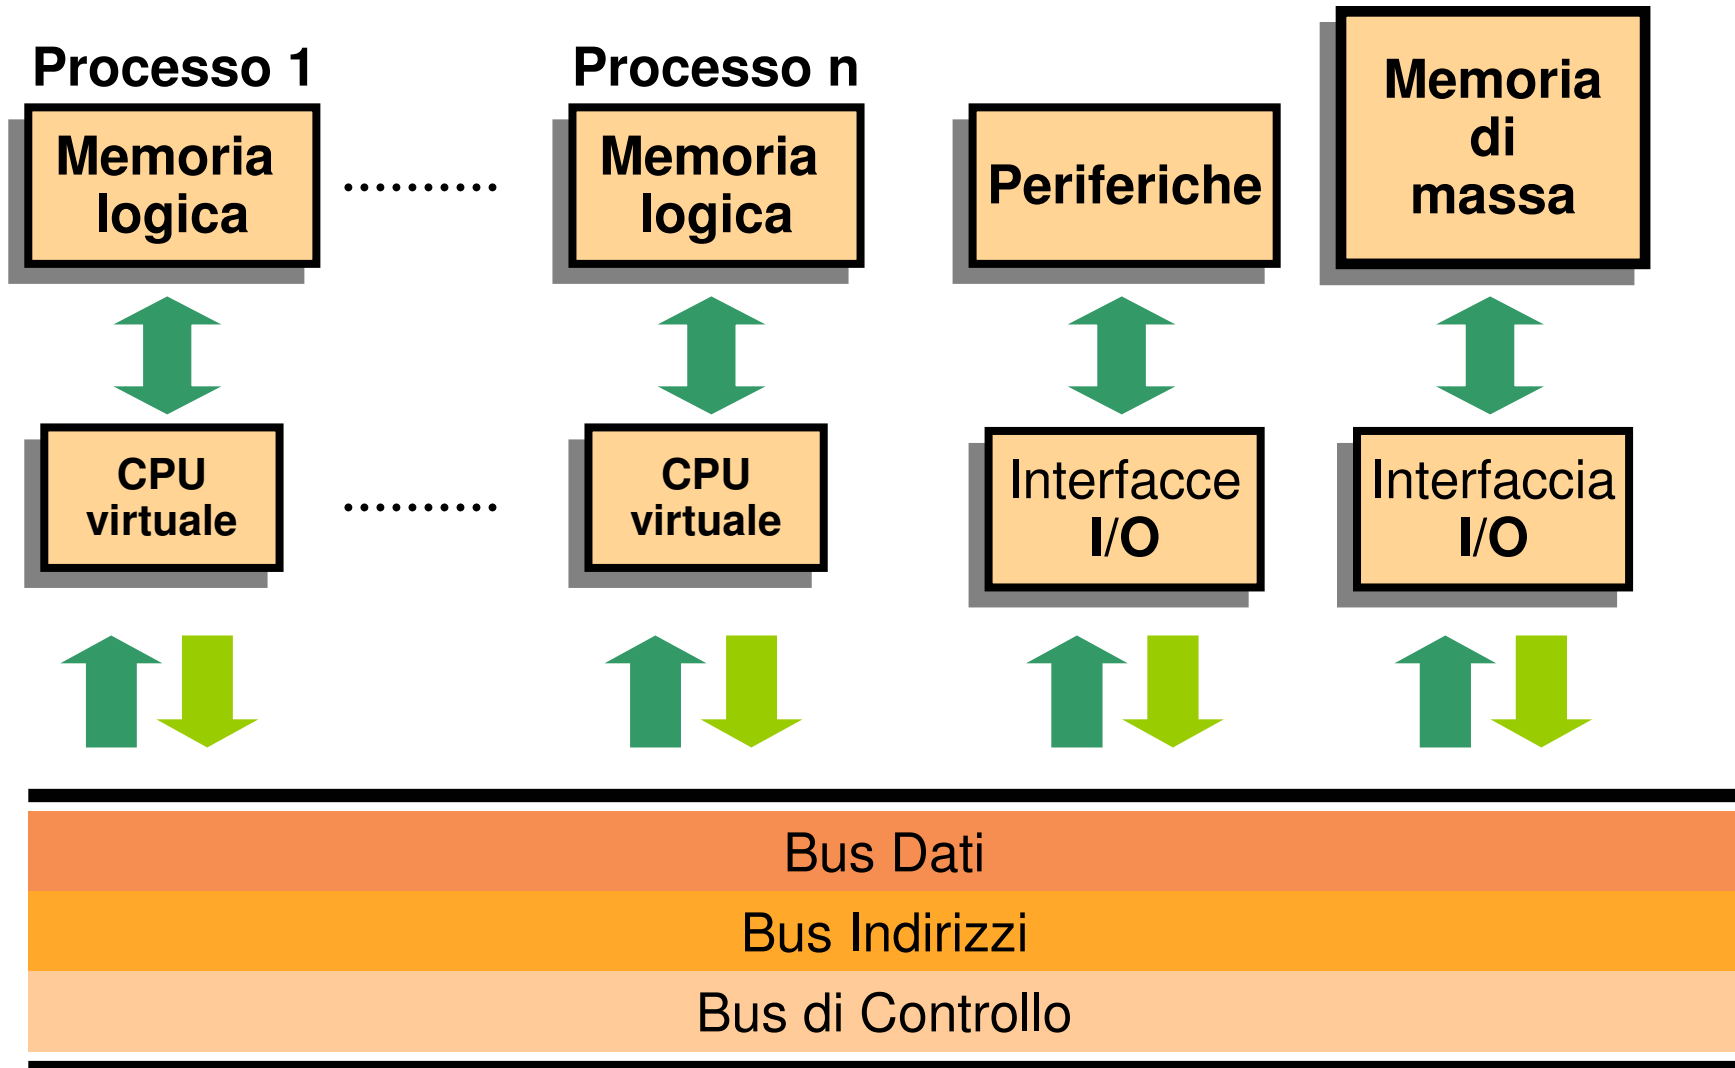 Processo 1
Memoria
logica
..........
Processo n
Memoria
logica
Periferiche
Memoria
di
massa
CPU
virtuale
..........
CPU
virtuale
Interfacce
I/O
Interfaccia
I/O
Bus Dati
Bus Indirizzi
Bus di Controllo